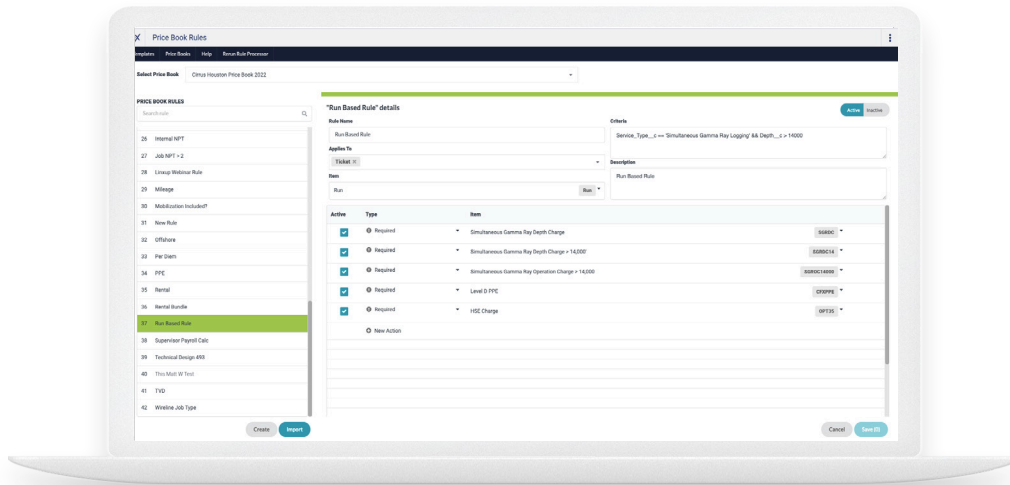 Price Book Rules
emplates Price Books Help Rerun Rule Processor
Select Price Book Cirrus Houston Price Book 2022
PRICE BOOK RULES
Search rule
26 Internal NPT
27 Job NPT > 2
28 Linxup Webinar Rule
29 Mileage
30 Mobilization Included?
31 New Rule
32 Offshore
33 Per Diem
34 PPE
35 Rental
36 Rental Bundle
37 Run Based Rule
38 Supervisor Payroll Calc
39 Technical Design 49X
40 This Matt W Test
41 TVD
42 Wireline Job Type
Create Import
"Run Based Rule" details
Active Inactive
Rule Name
Run Based Rule
Applies To
Ticket ×
Item
Run Run
Criteria
Service_Type__c == 'Simultaneous Gamma Ray Logging' && Depth__c > 14000
Description
Run Based Rule
Active Type Item
Required Simultaneous Gamma Ray Depth Charge SGRDC
Required Simultaneous Gamma Ray Depth Charge > 14,000' SGRDC14
Required Simultaneous Gamma Ray Operation Charge > 14,000 SGROC14000
Required Level D PPE CFXPPE
Required HSE Charge OPT35
New Action
Cancel Save (0)